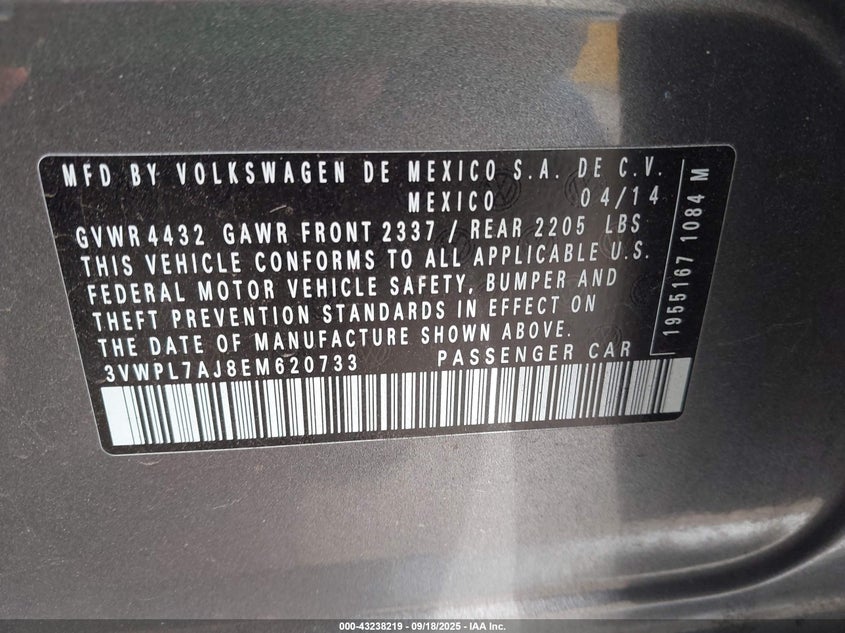 MFD BY VOLKSWAGEN DE MEXICO S.A. DE C.V.
MEXICO 04/14
GVWR 4432 GAWR FRONT 2337 / REAR 2205 LBS
THIS VEHICLE CONFORMS TO ALL APPLICABLE U.S.
FEDERAL MOTOR VEHICLE SAFETY, BUMPER AND
THEFT PREVENTION STANDARDS IN EFFECT ON
THE DATE OF MANUFACTURE SHOWN ABOVE.
3VWPL7AJ8EM620733 PASSENGER CAR
1955167 1084 M
000-43238219 - 09/18/2025 - IAA Inc.